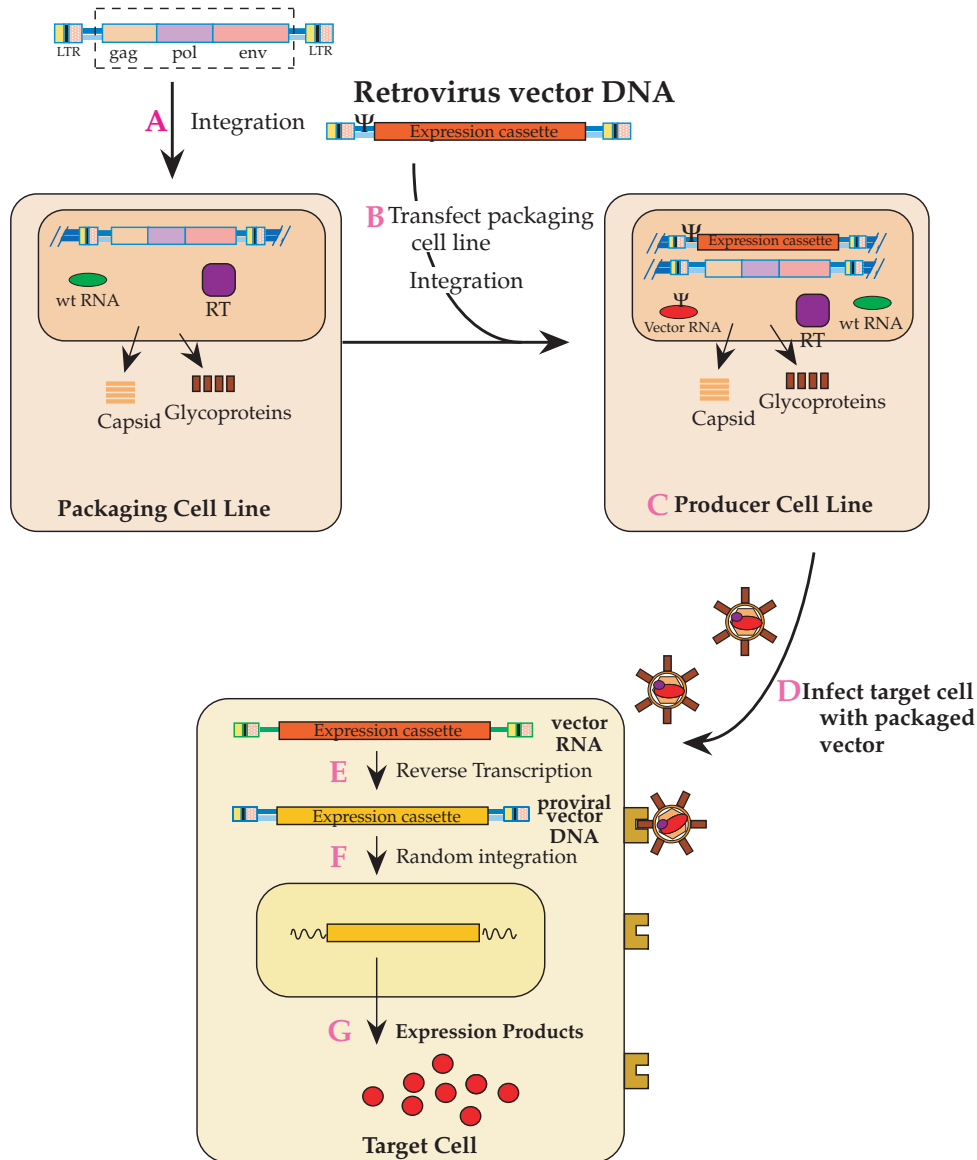 LTR
gag pol env
LTR
A Integration
Retrovirus vector DNA
Ψ
Expression cassette
B Transfect packaging
cell line
Integration
wt RNA
RT
Capsid
Glycoproteins
Packaging Cell Line
Ψ
Expression cassette
Ψ
Vector RNA
RT
wt RNA
Capsid
Glycoproteins
C Producer Cell Line
D Infect target cell
with packaged
vector
Expression cassette
vector
RNA
E Reverse Transcription
Expression cassette
proviral
vector
DNA
F Random integration
G Expression Products
Target Cell